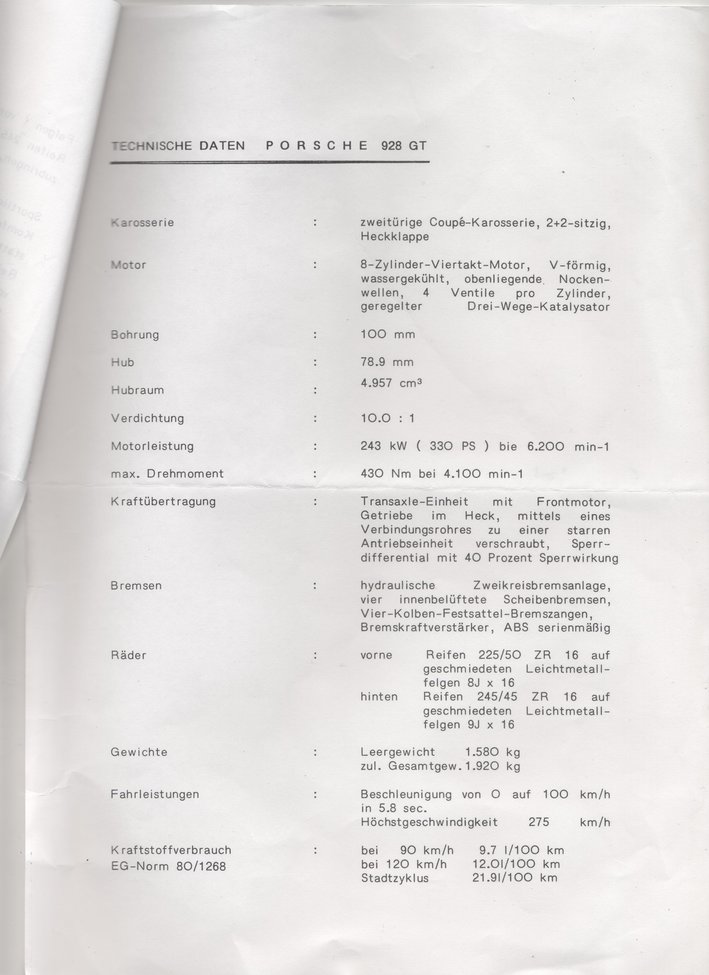 TECHNISCHE DATEN P O R S C H E 928 GT
Karosserie : zweitürige Coupé-Karosserie, 2+2-sitzig,
Heckklappe
Motor : 8-Zylinder-Viertakt-Motor, V-förmig,
wassergekühlt, obenliegende Nocken-
wellen, 4 Ventile pro Zylinder,
geregelter Drei-Wege-Katalysator
Bohrung : 100 mm
Hub : 78.9 mm
Hubraum : 4.957 cm³
Verdichtung : 10.0 : 1
Motorleistung : 243 kW ( 330 PS ) bie 6.200 min-1
max. Drehmoment : 430 Nm bei 4.100 min-1
Kraftübertragung : Transaxle-Einheit mit Frontmotor,
Getriebe im Heck, mittels eines
Verbindungsrohres zu einer starren
Antriebseinheit verschraubt, Sperr-
differential mit 40 Prozent Sperrwirkung
Bremsen : hydraulische Zweikreisbremsanlage,
vier innenbelüftete Scheibenbremsen,
Vier-Kolben-Festsattel-Bremszangen,
Bremskraftverstärker, ABS serienmäßig
Räder : vorne Reifen 225/50 ZR 16 auf
geschmiedeten Leichtmetall-
felgen 8J x 16
hinten Reifen 245/45 ZR 16 auf
geschmiedeten Leichtmetall-
felgen 9J x 16
Gewichte : Leergewicht 1.580 kg
zul. Gesamtgew. 1.920 kg
Fahrleistungen : Beschleunigung von 0 auf 100 km/h
in 5.8 sec.
Höchstgeschwindigkeit 275 km/h
Kraftstoffverbrauch : bei 90 km/h 9.7 l/100 km
EG-Norm 80/1268 bei 120 km/h 12.0l/100 km
Stadtzyklus 21.9l/100 km